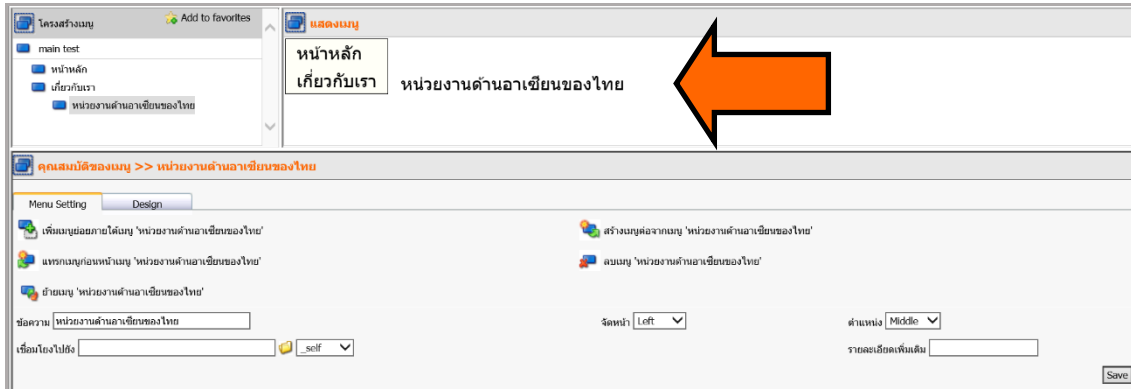 โครงสร้างเมนู
Add to favorites
main test
หน้าหลัก
เกี่ยวกับเรา
หน่วยงานด้านอาเซียนของไทย
แสดงเมนู
หน้าหลัก
เกี่ยวกับเรา
หน่วยงานด้านอาเซียนของไทย
คุณสมบัติของเมนู >> หน่วยงานด้านอาเซียนของไทย
Menu Setting Design
เพิ่มเมนูย่อยภายใต้เมนู 'หน่วยงานด้านอาเซียนของไทย'
สร้างเมนูต่อจากเมนู 'หน่วยงานด้านอาเซียนของไทย'
แทรกเมนูก่อนหน้าเมนู 'หน่วยงานด้านอาเซียนของไทย'
ลบเมนู 'หน่วยงานด้านอาเซียนของไทย'
ย้ายเมนู 'หน่วยงานด้านอาเซียนของไทย'
ข้อความ หน่วยงานด้านอาเซียนของไทย จัดหน้า Left ตำแหน่ง Middle
เชื่อมโยงไปยัง _self รายละเอียดเพิ่มเติม
Save